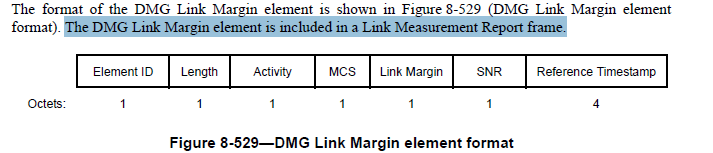 The format of the DMG Link Margin element is shown in Figure 8-529 (DMG Link Margin element
format). The DMG Link Margin element is included in a Link Measurement Report frame.
Element ID Length Activity MCS Link Margin SNR Reference Timestamp
Octets: 1 1 1 1 1 1 4
Figure 8-529—DMG Link Margin element format